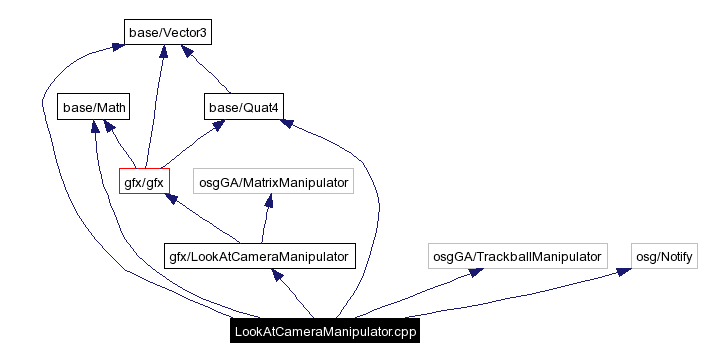 base/Vector3
base/Math
base/Quat4
gfx/gfx
osgGA/MatrixManipulator
gfx/LookAtCameraManipulator
osgGA/TrackballManipulator
osg/Notify
LookAtCameraManipulator.cpp